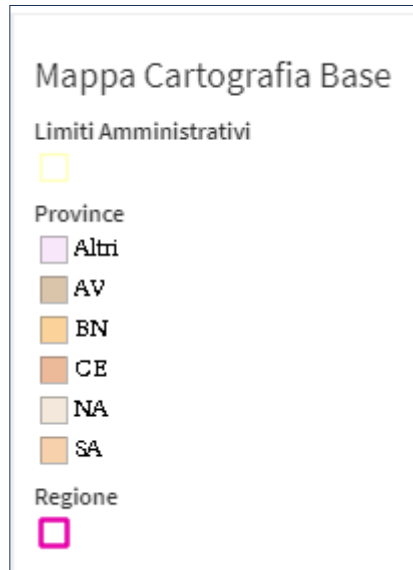 Mappa Cartografia Base
Limiti Amministrativi
Province
Altri
AV
BN
CE
NA
SA
Regione